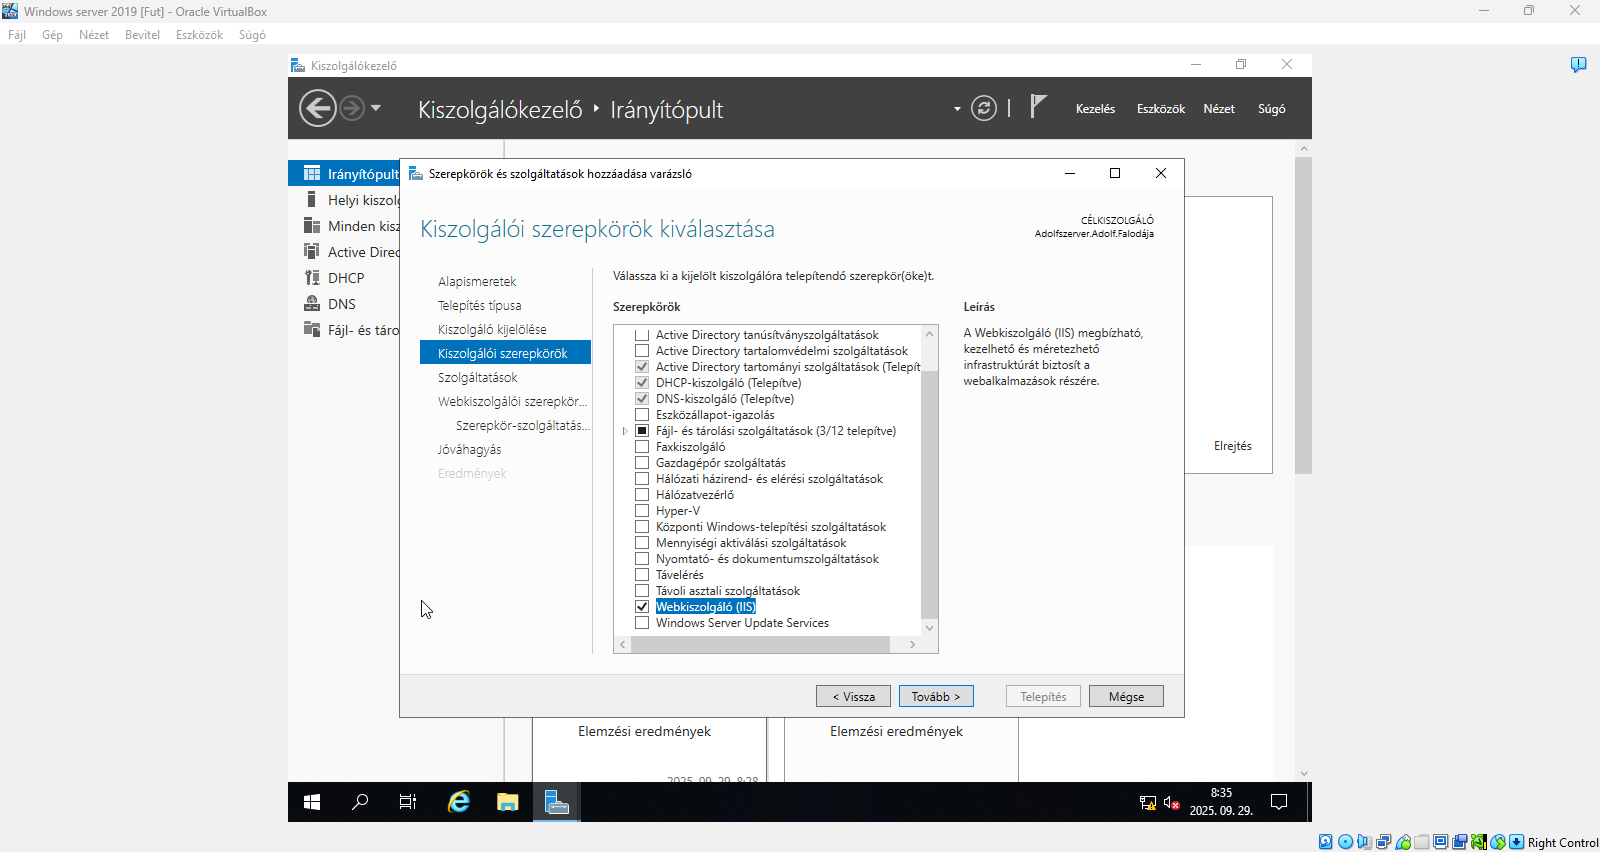 Windows server 2019 [Fut] - Oracle VirtualBox
Fájl Gép Nézet Bevitel Eszközök Súgó
Kiszolgálókezelő
Kiszolgálókezelő ‣ Irányítópult
Kezelés Eszközök Nézet Súgó
Irányítópult
Helyi kiszolg
Minden kisz
Active Direc
DHCP
DNS
Fájl- és táro
Szerepkörök és szolgáltatások hozzáadása varázsló
Kiszolgálói szerepkörök kiválasztása
CÉLKISZOLGÁLÓ
Adolfszerver.Adolf.Falodája
Alapismeretek
Telepítés típusa
Kiszolgáló kijelölése
Kiszolgálói szerepkörök
Szolgáltatások
Webkiszolgálói szerepkör...
Szerepkör-szolgáltatás...
Jóváhagyás
Eredmények
Válassza ki a kijelölt kiszolgálóra telepítendő szerepkör(öke)t.
Szerepkörök
Active Directory tanúsítványszolgáltatások
Active Directory tartalomvédelmi szolgáltatások
Active Directory tartományi szolgáltatások (Telepít
DHCP-kiszolgáló (Telepítve)
DNS-kiszolgáló (Telepítve)
Eszközállapot-igazolás
Fájl- és tárolási szolgáltatások (3/12 telepítve)
Faxkiszolgáló
Gazdagépőr szolgáltatás
Hálózati házirend- és elérési szolgáltatások
Hálózatvezérlő
Hyper-V
Központi Windows-telepítési szolgáltatások
Mennyiségi aktiválási szolgáltatások
Nyomtató- és dokumentumszolgáltatások
Távelérés
Távoli asztali szolgáltatások
Webkiszolgáló (IIS)
Windows Server Update Services
Leírás
A Webkiszolgáló (IIS) megbízható,
kezelhető és méretezhető
infrastruktúrát biztosít a
webalkalmazások részére.
Elrejtés
< Vissza Tovább > Telepítés Mégse
Elemzési eredmények Elemzési eredmények
2025. 09. 29. 8:28
8:35
2025. 09. 29.
Right Control